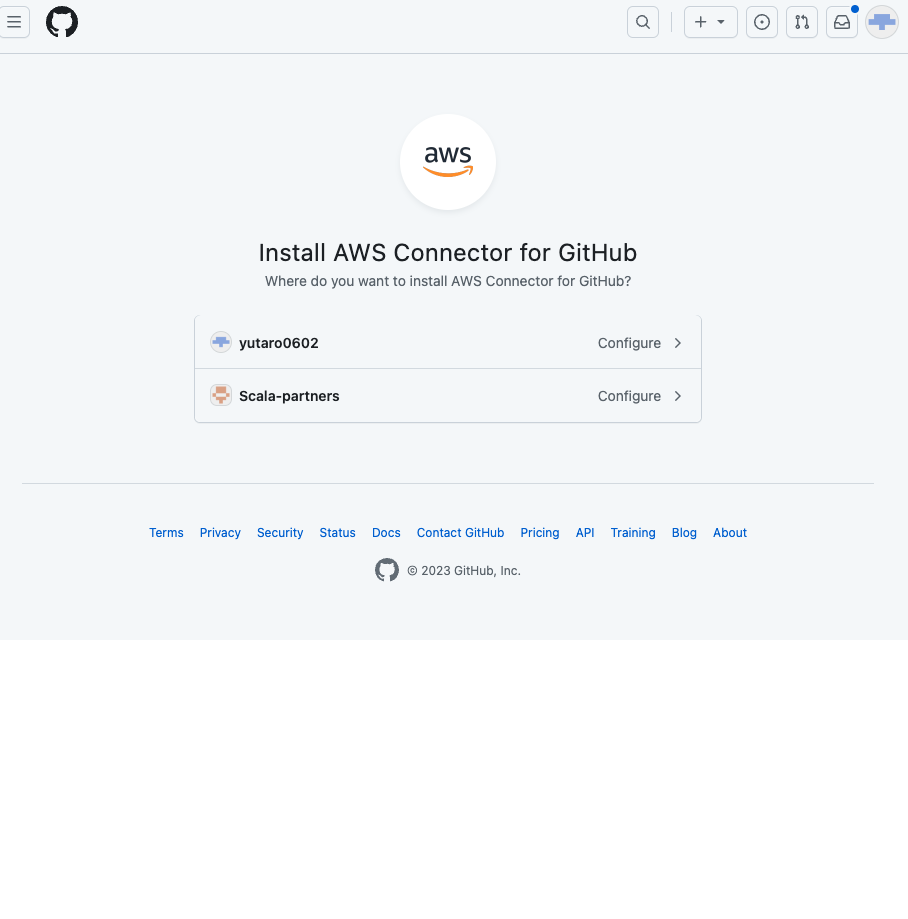 aws
Install AWS Connector for GitHub
Where do you want to install AWS Connector for GitHub?
yutaro0602 Configure
Scala-partners Configure
Terms Privacy Security Status Docs Contact GitHub Pricing API Training Blog About
© 2023 GitHub, Inc.